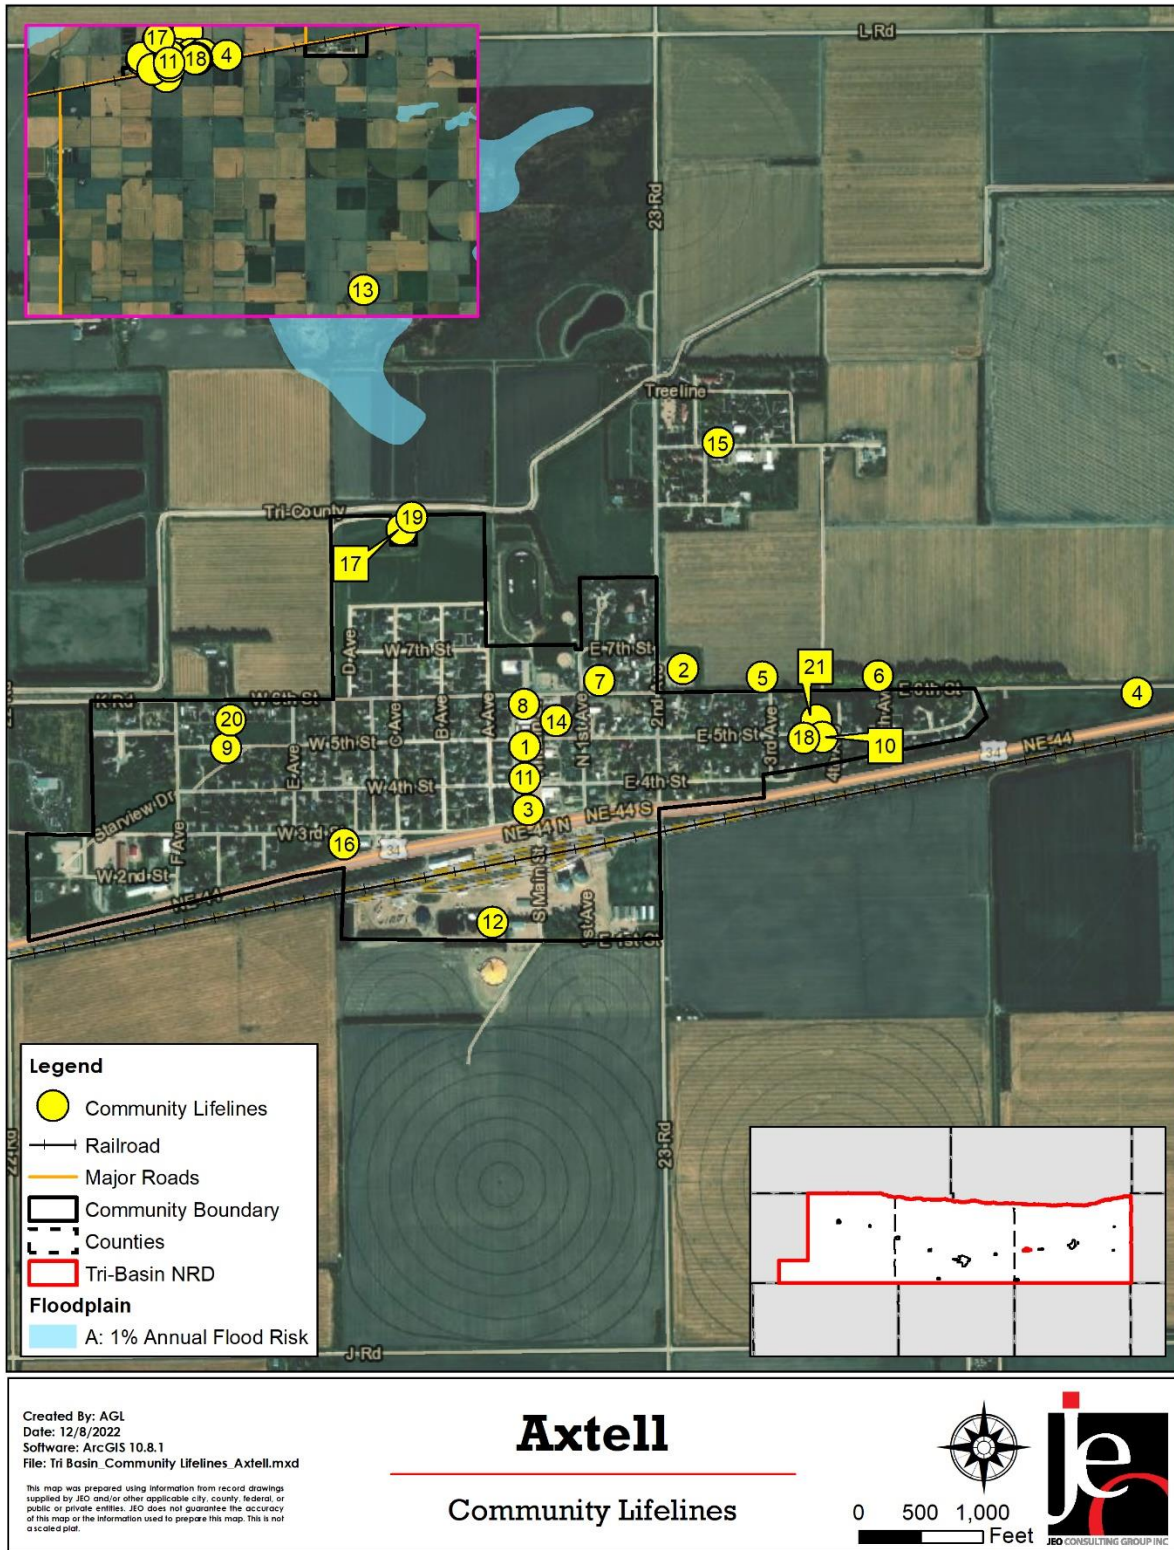 L Rd
17
11
18
4
13
23 Rd
Treeline
15
Tri-County
19
17
D Ave
W 7th St
E 7th St
2
21
5
6
7
K Rd
W 6th St
E 6th St
4
8
20
14
C Ave
B Ave
A Ave
N 1st Ave
2nd Ave
9
W 5th St
1
E 5th St
3rd Ave
18
4th
10
E Ave
11
W 4th St
E 4th St
34
NE-44
Starview Dr
3
F Ave
W 3rd S
16
34
NE-44 N
NE-44 S
W 2nd St
NE-44
S Main St
1st Ave
12
E 1st St
22 Rd
23 Rd
J Rd
Legend
Community Lifelines
Railroad
Major Roads
Community Boundary
Counties
Tri-Basin NRD
Floodplain
A: 1% Annual Flood Risk
Created By: AGL
Date: 12/8/2022
Software: ArcGIS 10.8.1
File: Tri Basin_Community Lifelines_Axtell.mxd
This map was prepared using information from record drawings
supplied by JEO and/or other applicable city, county, federal, or
public or private entities. JEO does not guarantee the accuracy
of this map or the information used to prepare this map. This is not
a scaled plat.
Axtell
Community Lifelines
0 500 1,000
Feet
jeo
JEO CONSULTING GROUP INC